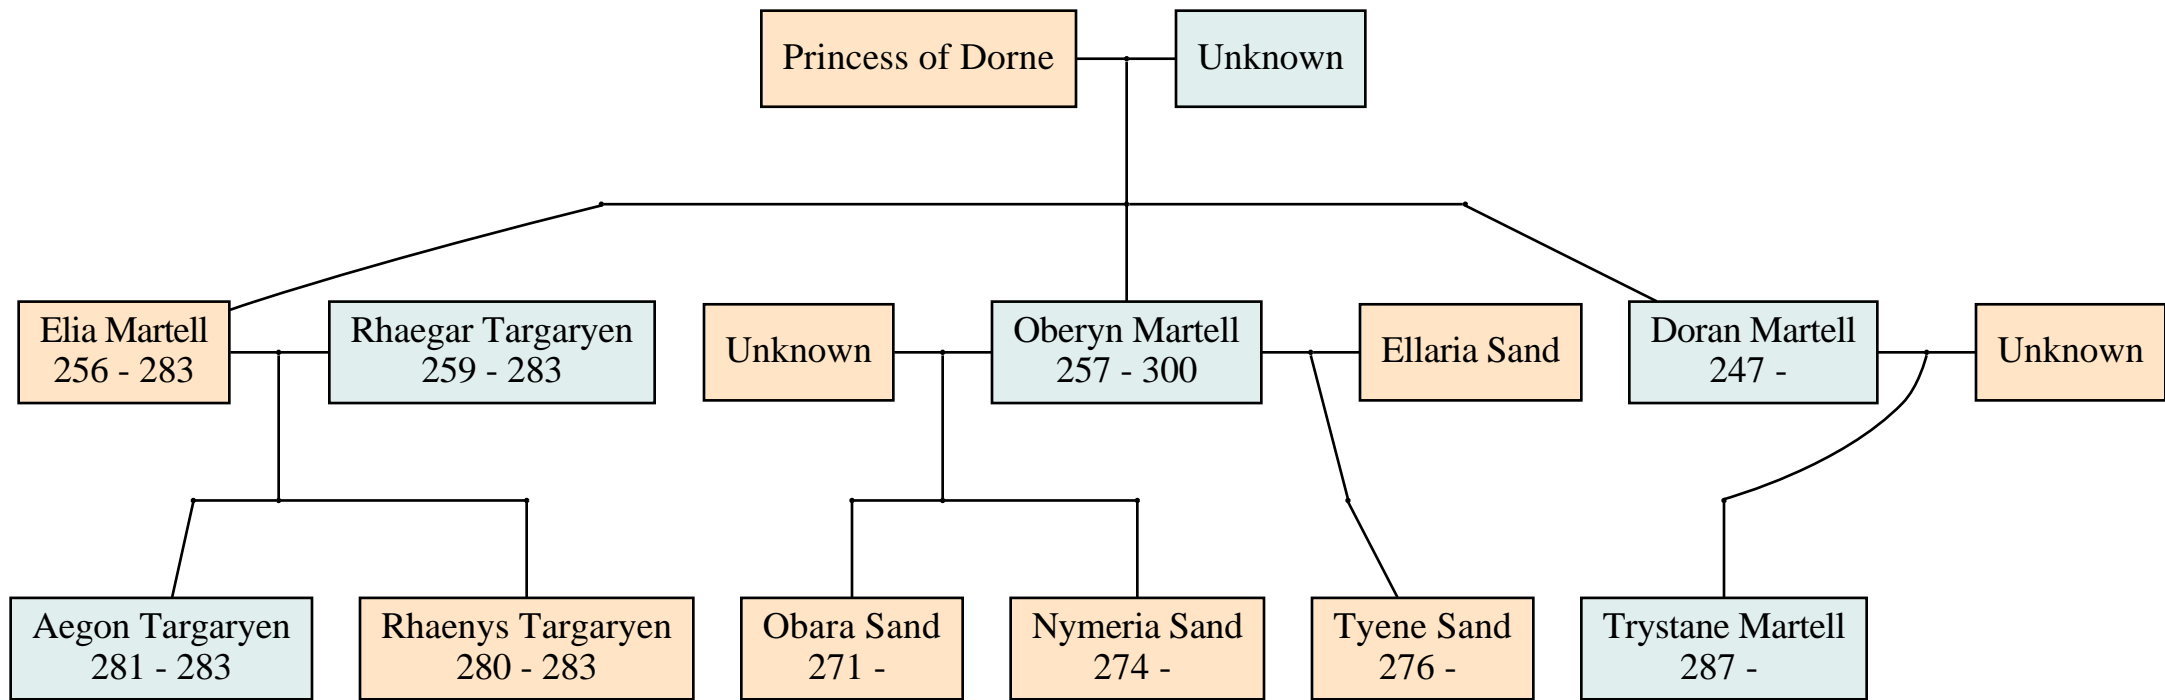 Princess of Dorne
Unknown
Elia Martell
256 - 283
Rhaegar Targaryen
259 - 283
Unknown
Oberyn Martell
257 - 300
Ellaria Sand
Doran Martell
247 -
Unknown
Aegon Targaryen
281 - 283
Rhaenys Targaryen
280 - 283
Obara Sand
271 -
Nymeria Sand
274 -
Tyene Sand
276 -
Trystane Martell
287 -